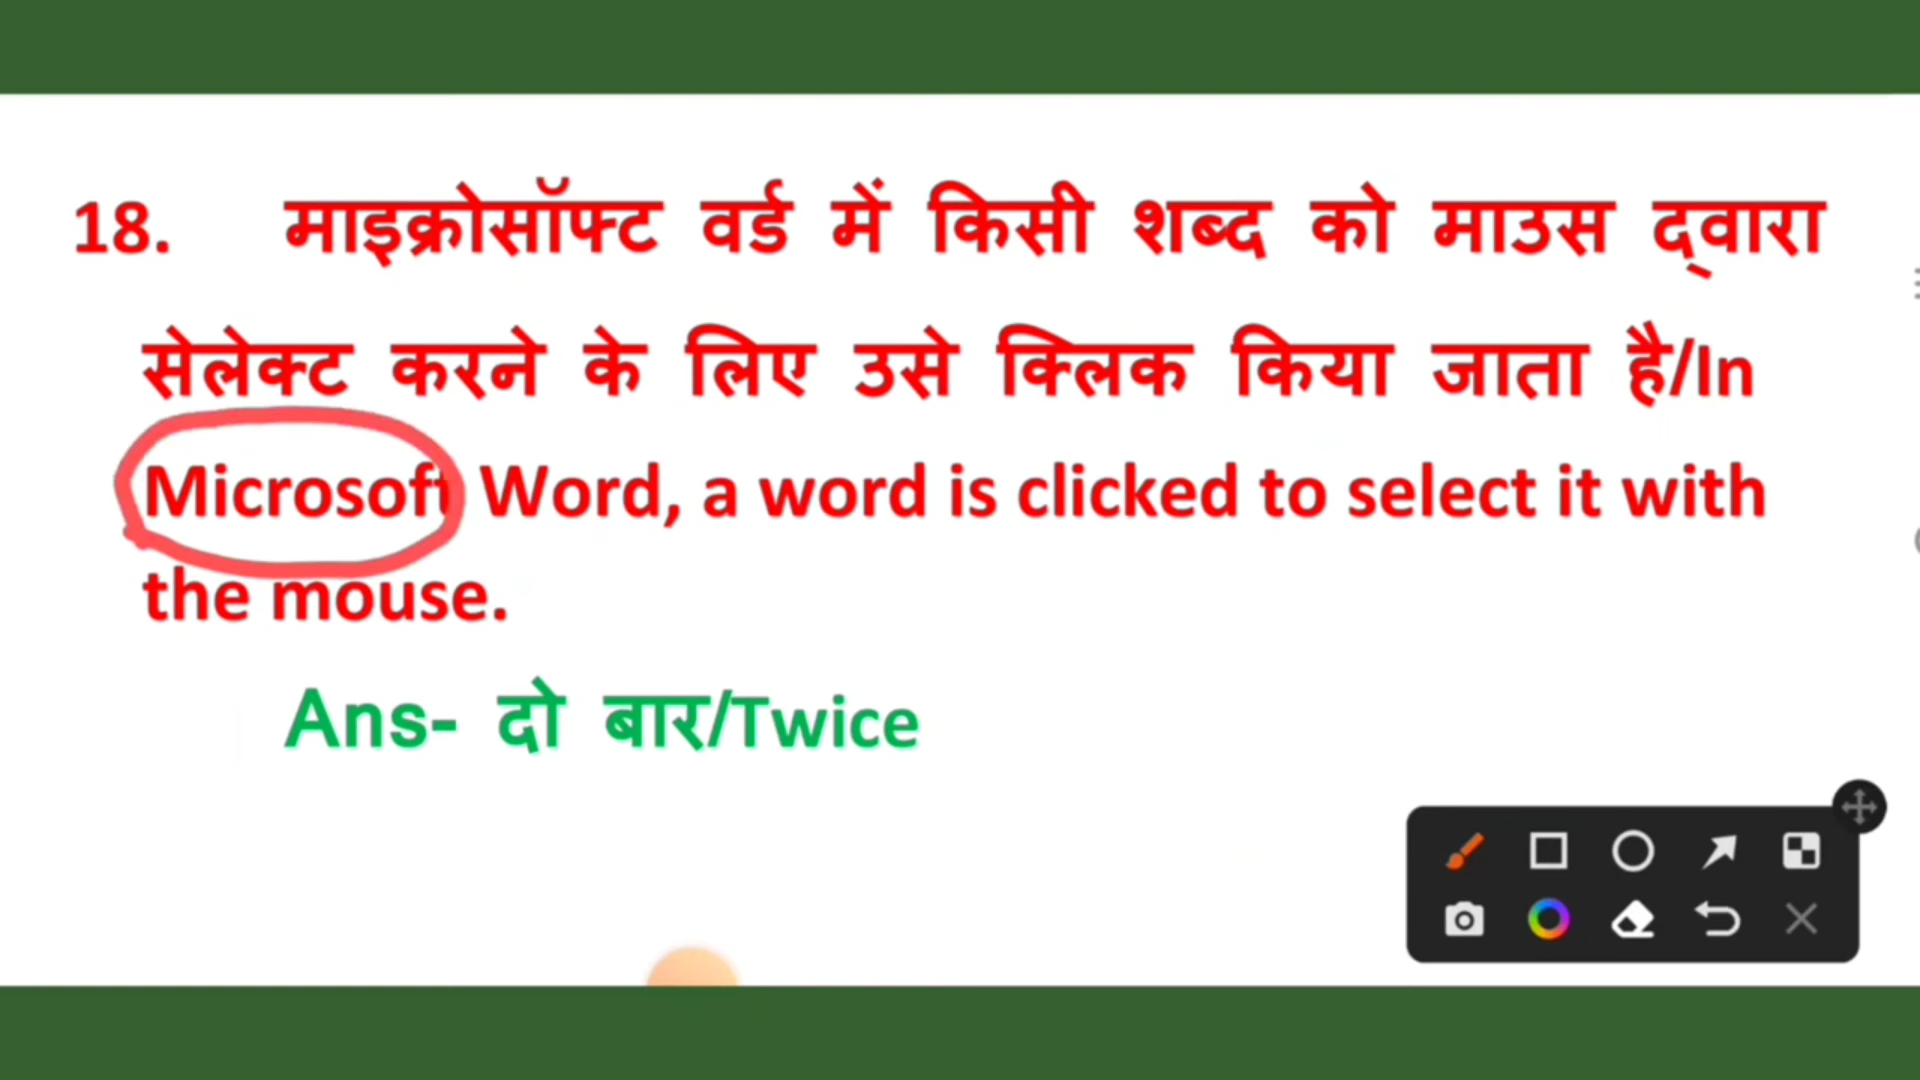 18. माइक्रोसॉफ्ट वर्ड में किसी शब्द को माउस द्वारा
सेलेक्ट करने के लिए उसे क्लिक किया जाता है/In
Microsoft Word, a word is clicked to select it with
the mouse.
Ans- दो बार/Twice